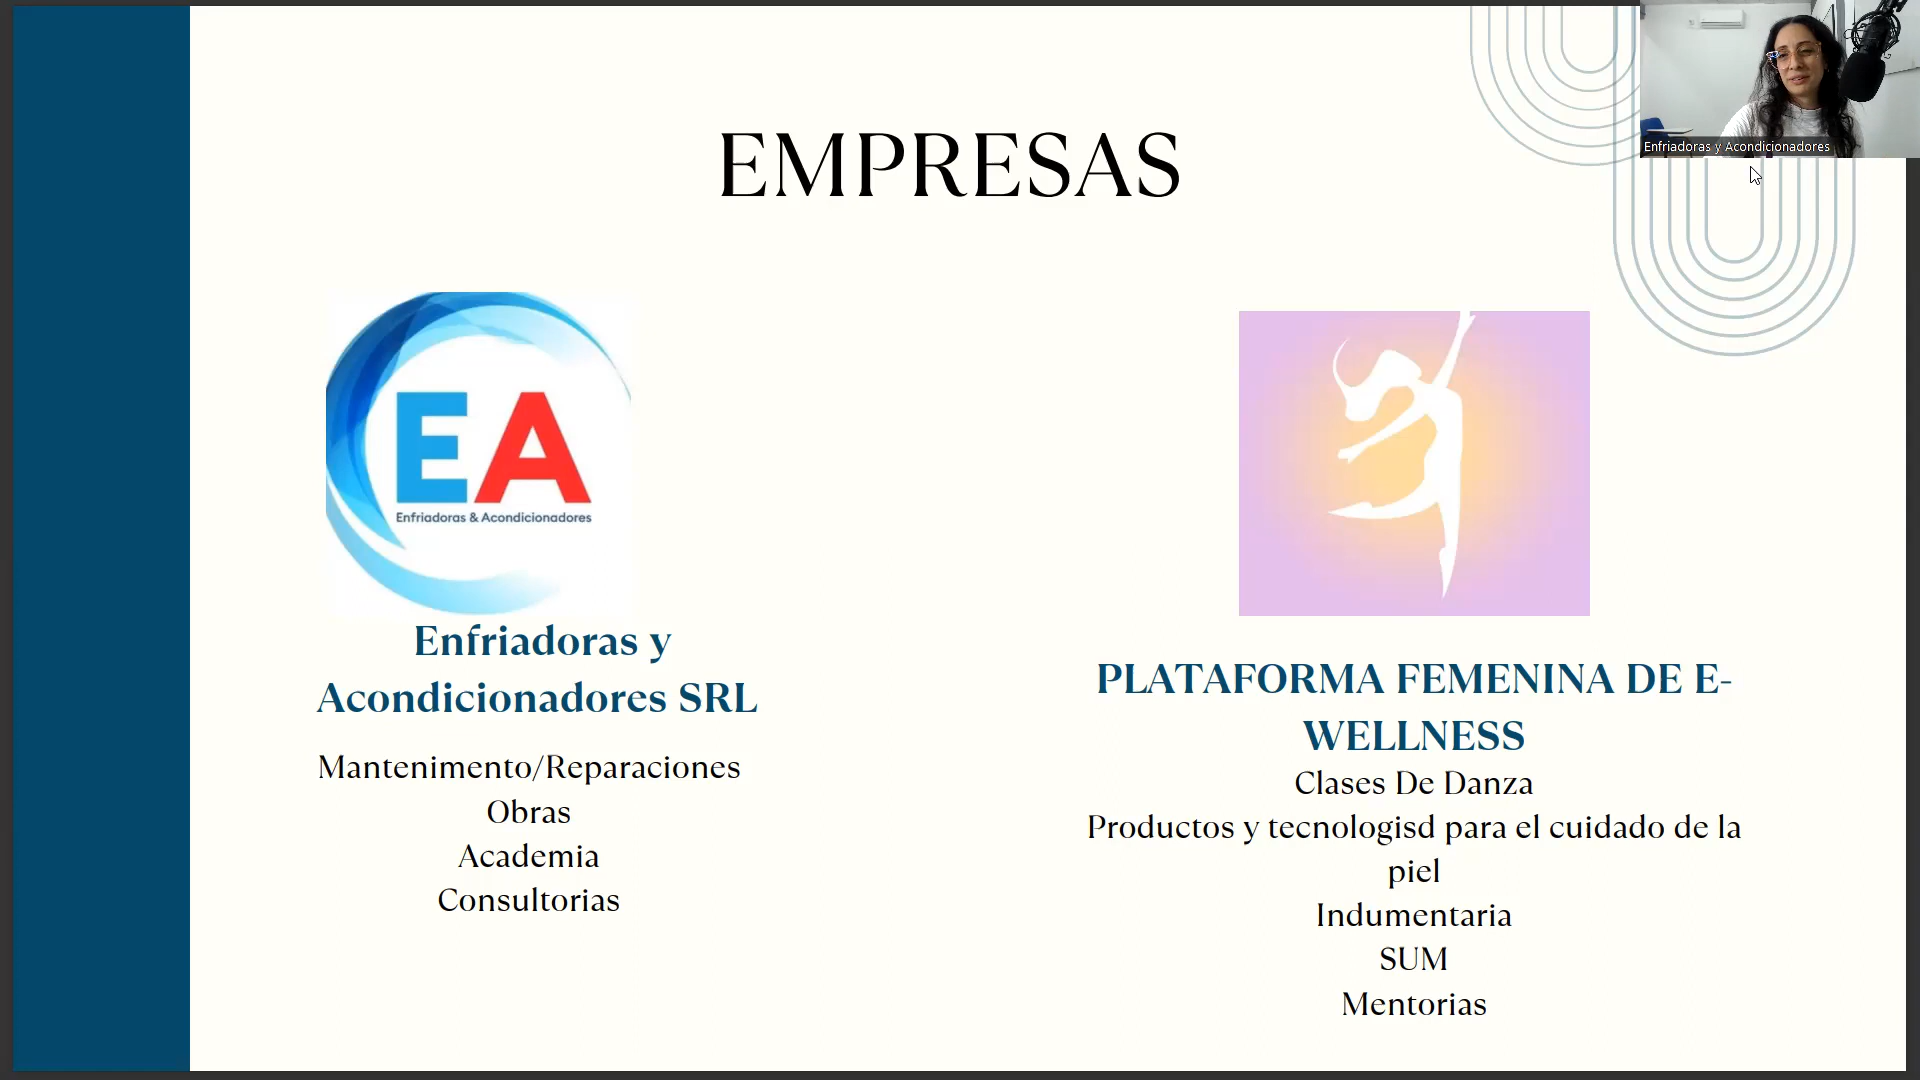 EMPRESAS
Enfriadoras y Acondicionadores
EA
Enfriadoras & Acondicionadores
Enfriadoras y
Acondicionadores SRL
Mantenimento/Reparaciones
Obras
Academia
Consultorias
PLATAFORMA FEMENINA DE E-
WELLNESS
Clases De Danza
Productos y tecnologisd para el cuidado de la
piel
Indumentaria
SUM
Mentorias